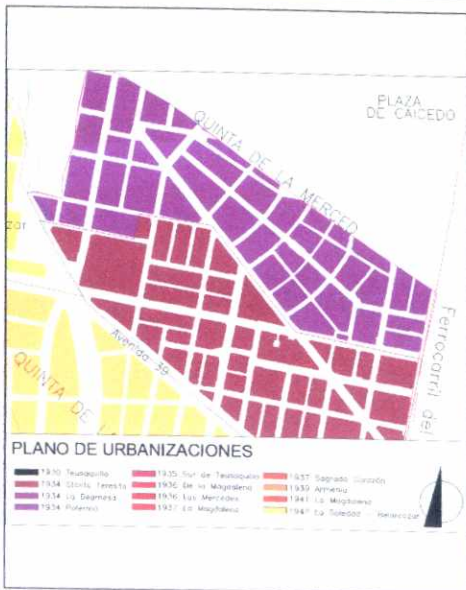 PLAZA
DE CAICEDO
QUINTA DE LA MERCED
zar
Avenida 39
QUINTA DE LA
Ferrocarril del
PLANO DE URBANIZACIONES
1930 Teusaquillo
1934 Santa Teresita
1934 La
1934 Palermo
1935 Sur de Teusaquillo
1936 De la Magdalena
1936 Las Mercedes
1937 La Magdalena
1937 Sagrado Corazón
1939 Armenia
1941 La Magdalena
La Soledad -